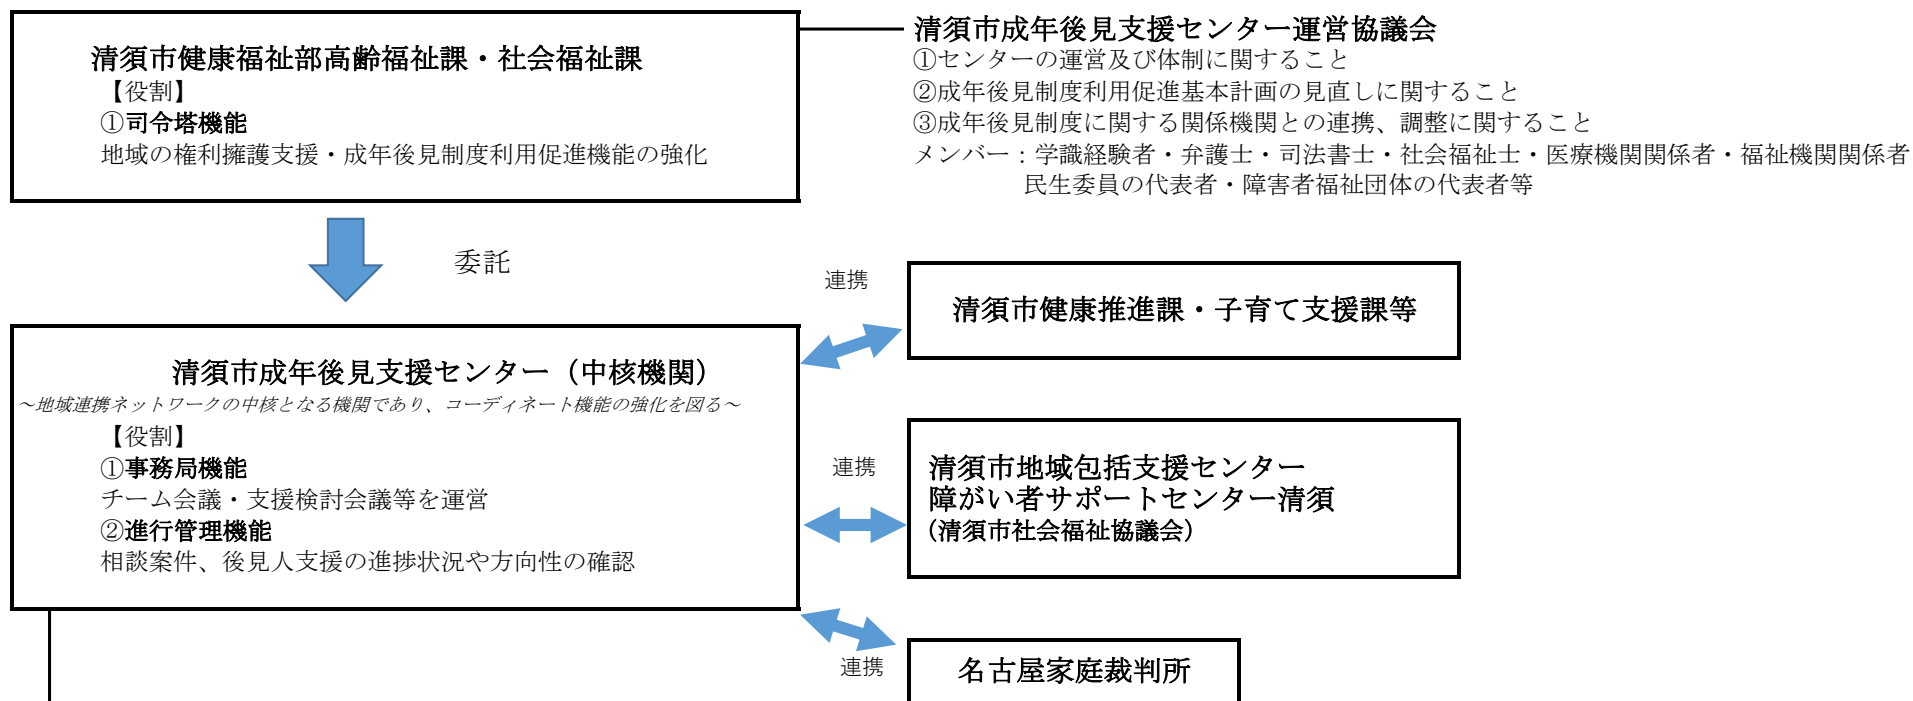 清須市健康福祉部高齢福祉課・社会福祉課
【役割】
①司令塔機能
地域の権利擁護支援・成年後見制度利用促進機能の強化
清須市成年後見支援センター運営協議会
①センターの運営及び体制に関すること
②成年後見制度利用促進基本計画の見直しに関すること
③成年後見制度に関する関係機関との連携、調整に関すること
メンバー：学識経験者・弁護士・司法書士・社会福祉士・医療機関関係者・福祉機関関係者
民生委員の代表者・障害者福祉団体の代表者等
委託
清須市成年後見支援センター（中核機関）
～地域連携ネットワークの中核となる機関であり、コーディネート機能の強化を図る～
【役割】
①事務局機能
チーム会議・支援検討会議等を運営
②進行管理機能
相談案件、後見人支援の進捗状況や方向性の確認
連携
清須市健康推進課・子育て支援課等
連携
清須市地域包括支援センター
障がい者サポートセンター清須
(清須市社会福祉協議会)
連携
名古屋家庭裁判所